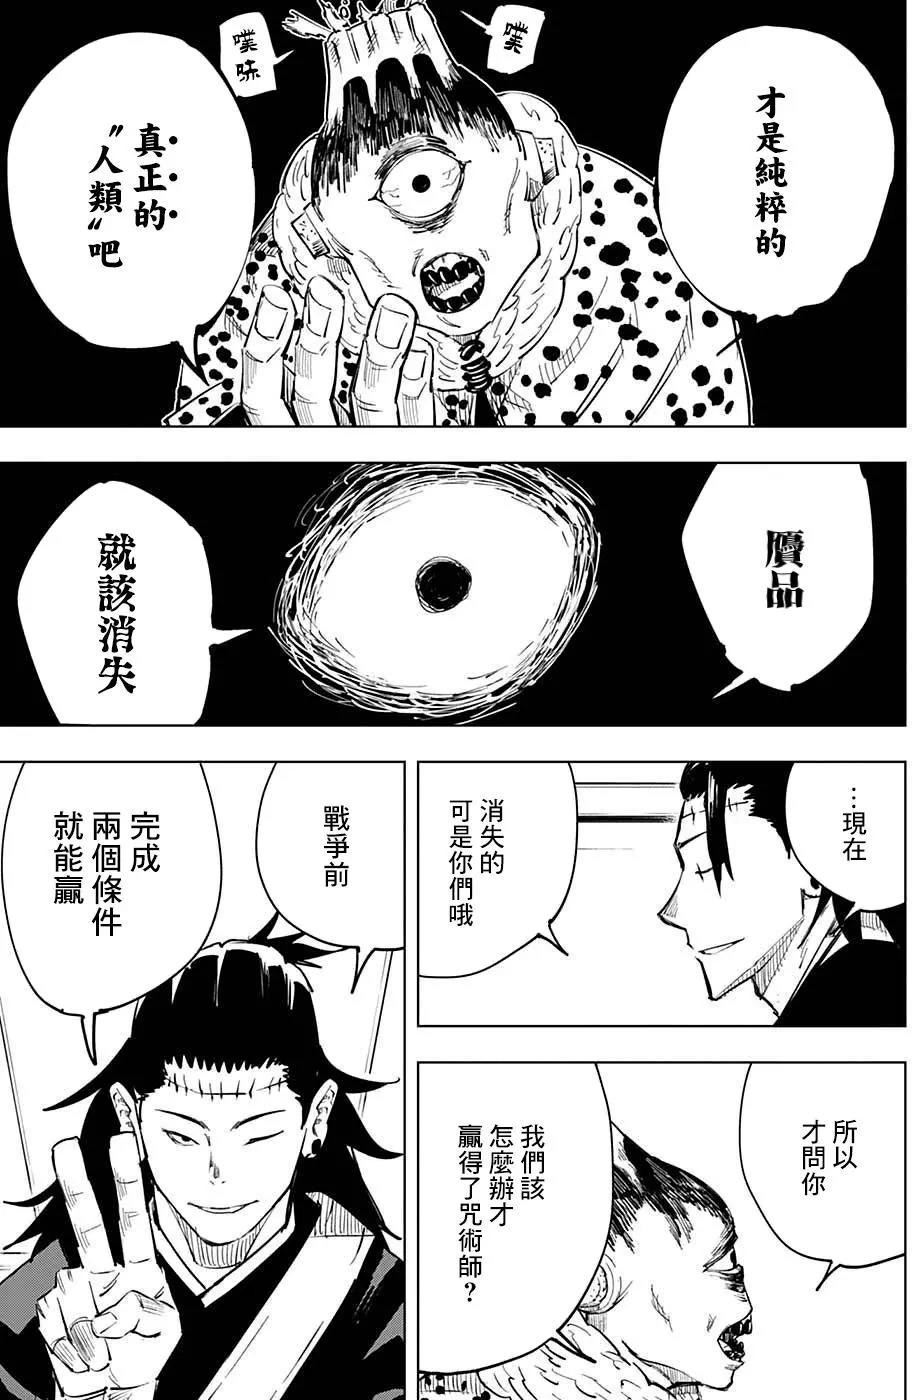 才是純粹的
噗
噗
哧
真正的
〝人類〞吧
贗品
就該消失
…現在
消失的
可是你們哦
所以
才問你
我們該
怎麼辦才
贏得了咒術師?
戰爭前
完成
兩個條件
就能贏